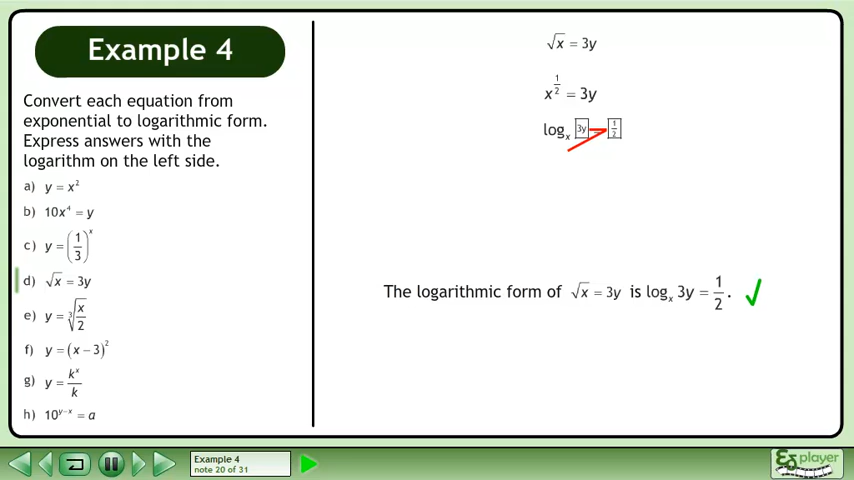 Example 4
Convert each equation from
exponential to logarithmic form.
Express answers with the
logarithm on the left side.
a) y = x²
b) 10x⁴ = y
c) y = (1/3)ˣ
d) √x = 3y
e) y = ∛(x/2)
f) y = (x − 3)²
g) y = kˣ/k
h) 10ʸ⁻ˣ = a
√x = 3y
x^(1/2) = 3y
logₓ 3y = 1/2
The logarithmic form of √x = 3y is logₓ 3y = 1/2. ✓
Example 4
note 20 of 31
player